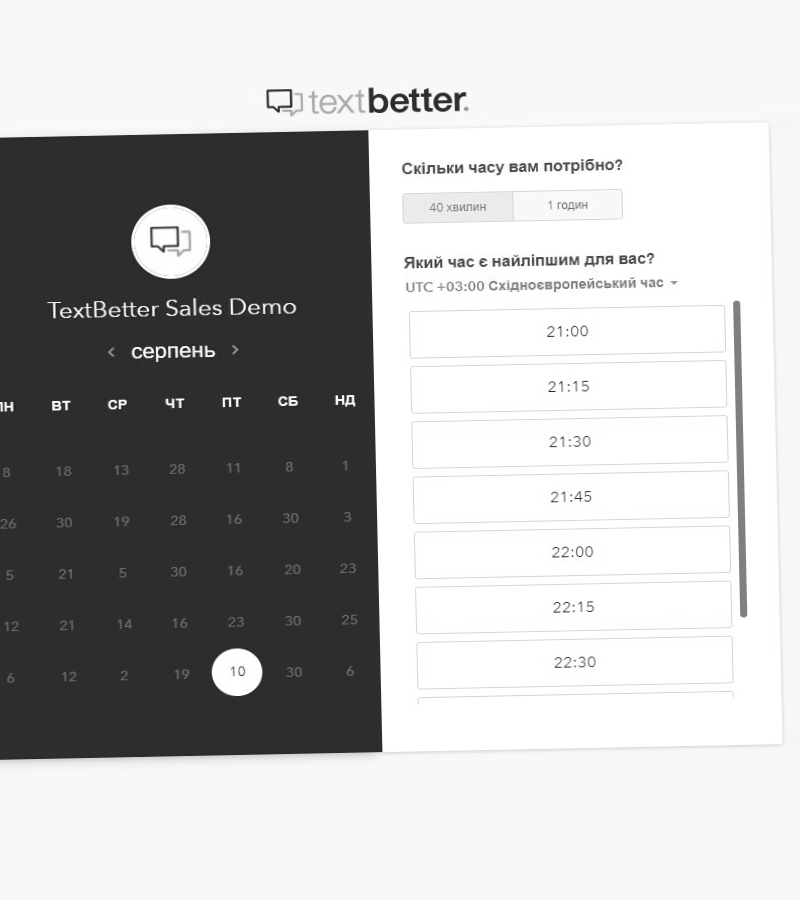 textbetter.
TextBetter Sales Demo
‹ серпень ›
ПН ВТ СР ЧТ ПТ СБ НД
8 18 13 28 11 8 1
26 30 19 28 16 30 3
5 21 5 30 16 20 23
12 21 14 16 23 30 25
6 12 2 19 10 30 6
Скільки часу вам потрібно?
40 хвилин 1 годин
Який час є найліпшим для вас?
UTC +03:00 Східноєвропейський час
21:00
21:15
21:30
21:45
22:00
22:15
22:30